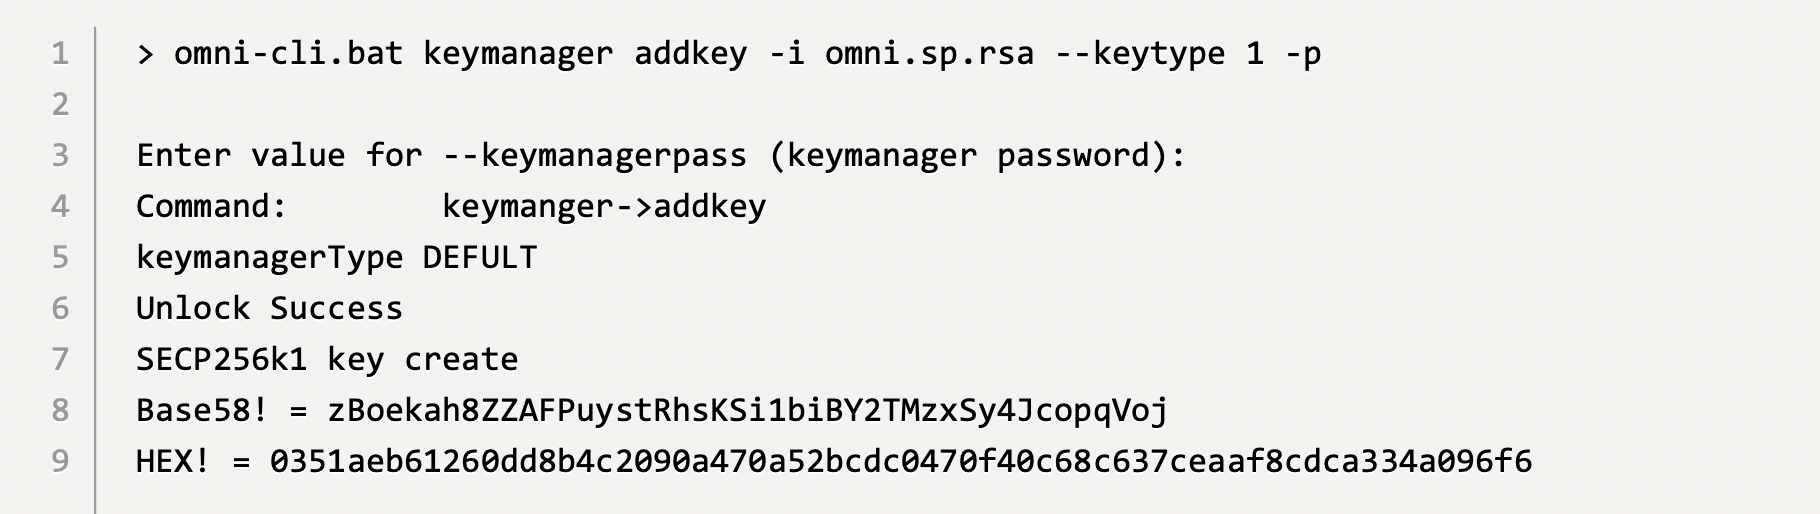 1 > omni-cli.bat keymanager addkey -i omni.sp.rsa --keytype 1 -p
2
3 Enter value for --keymanagerpass (keymanager password):
4 Command:        keymanger->addkey
5 keymanagerType DEFULT
6 Unlock Success
7 SECP256k1 key create
8 Base58! = zBoekah8ZZAFPuystRhsKSi1biBY2TMzxSy4JcopqVoj
9 HEX! = 0351aeb61260dd8b4c2090a470a52bcdc0470f40c68c637ceaaf8cdca334a096f6